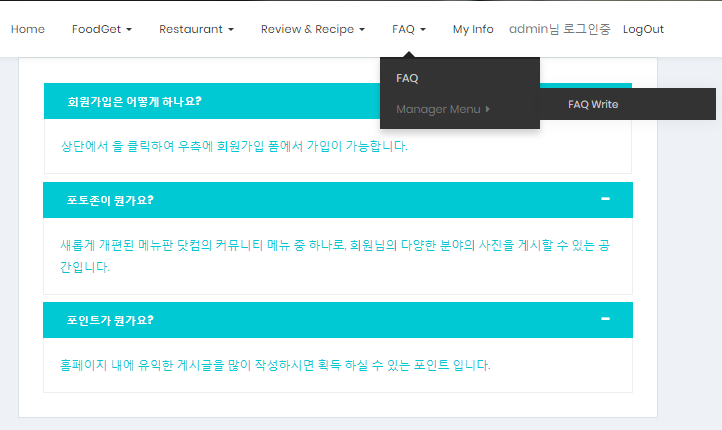 Home FoodGet Restaurant Review & Recipe FAQ My Info admin님 로그인중 LogOut
FAQ
Manager Menu
FAQ Write
회원가입은 어떻게 하나요?
상단에서 을 클릭하여 우측에 회원가입 폼에서 가입이 가능합니다.
포토존이 뭔가요?
새롭게 개편된 메뉴판 닷컴의 커뮤니티 메뉴 중 하나로, 회원님의 다양한 분야의 사진을 게시할 수 있는 공
간입니다.
포인트가 뭔가요?
홈페이지 내에 유익한 게시글을 많이 작성하시면 획득 하실 수 있는 포인트 입니다.